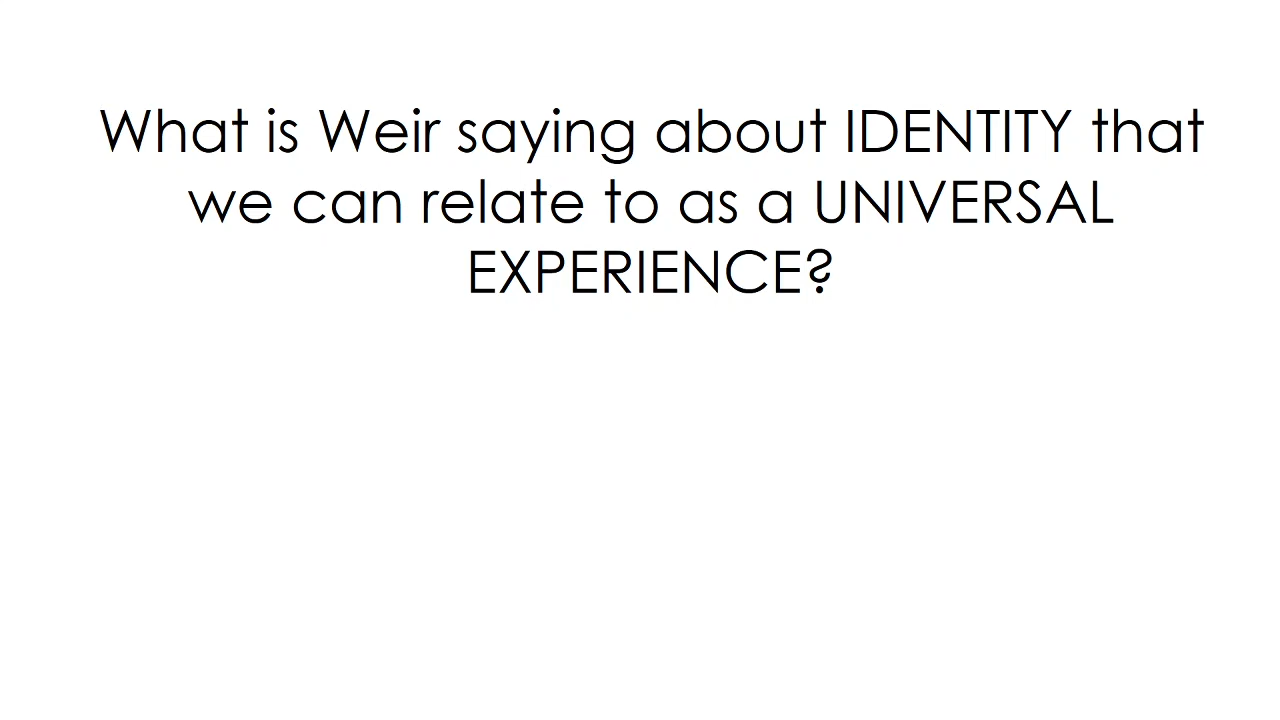 What is Weir saying about IDENTITY that
we can relate to as a UNIVERSAL
EXPERIENCE?